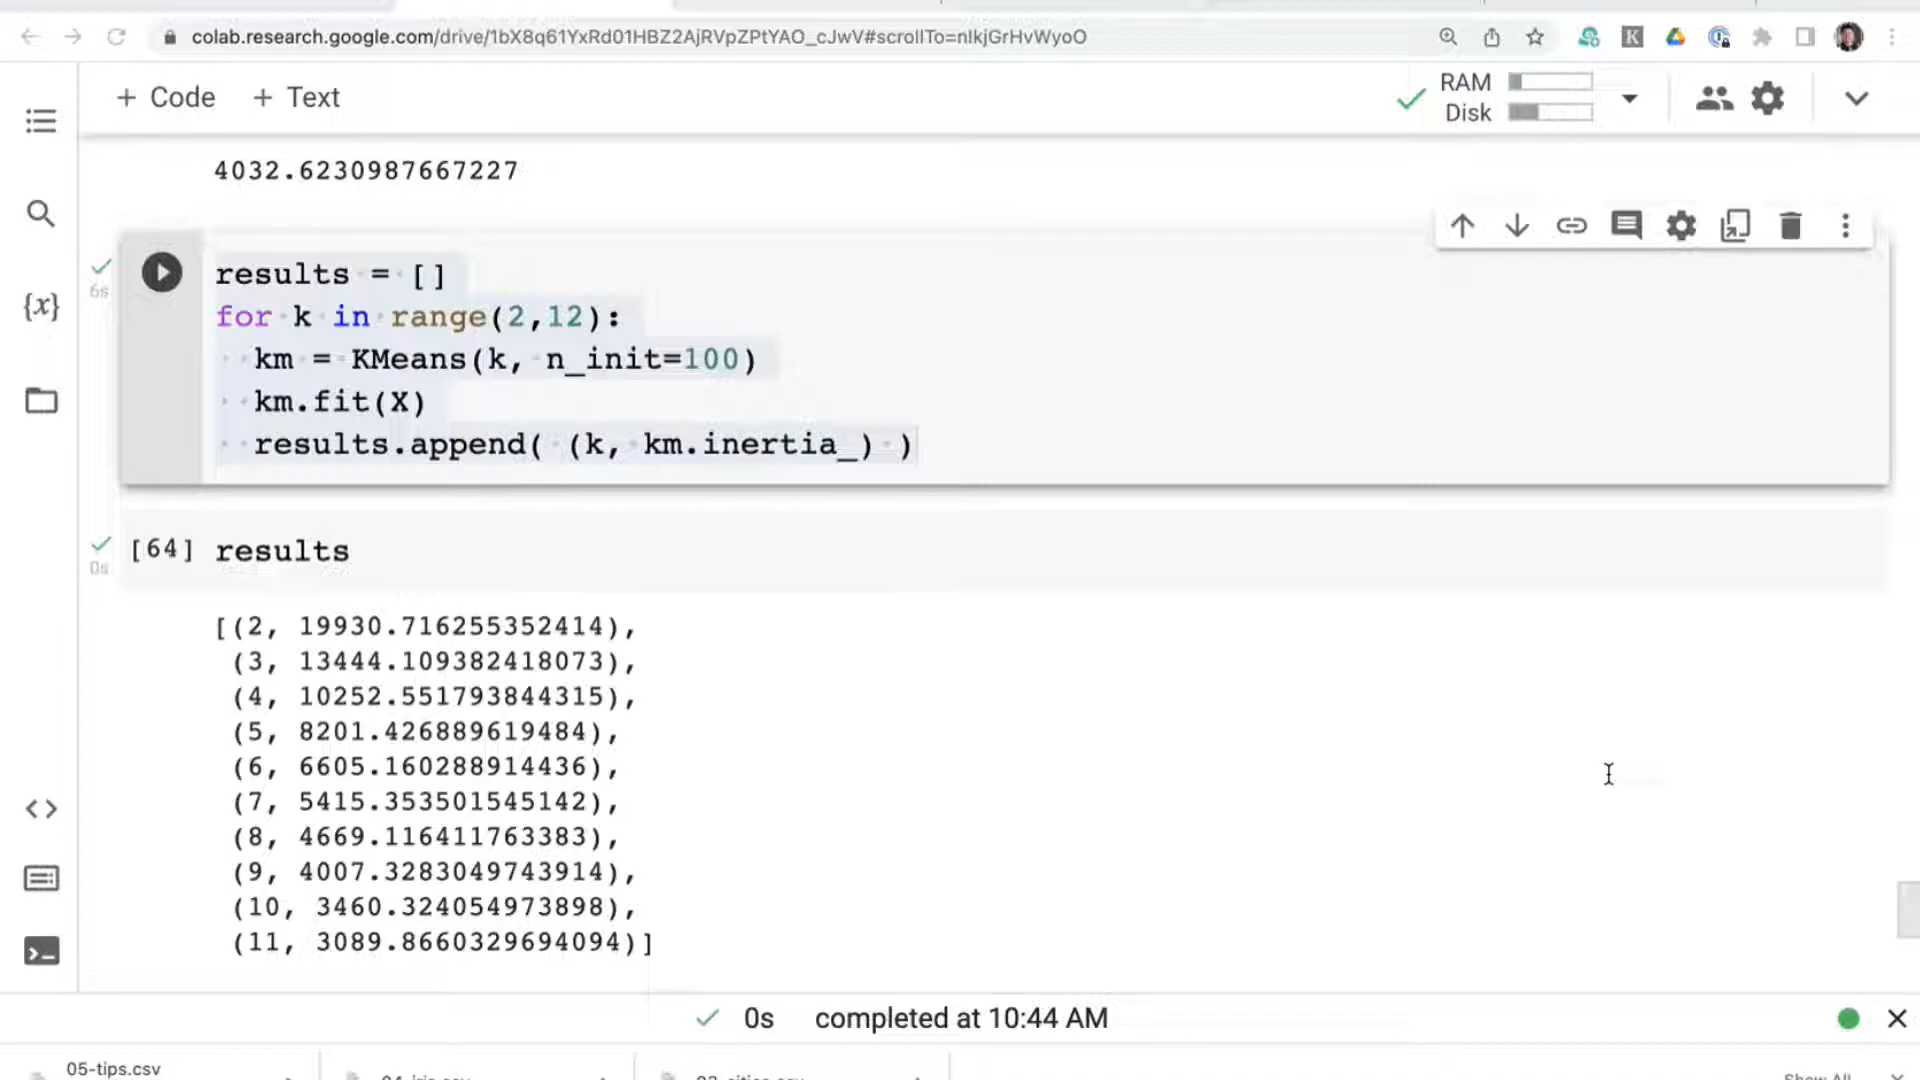 colab.research.google.com/drive/1bX8q61YxRd01HBZ2AjRVpZPtYAO_cJwV#scrollTo=nlkjGrHvWyoO
+ Code + Text
RAM
Disk
4032.6230987667227
6s
results = []
for k in range(2,12):
km = KMeans(k, n_init=100)
km.fit(X)
results.append( (k, km.inertia_) )
{x}
0s
[64] results
[(2, 19930.716255352414),
(3, 13444.109382418073),
(4, 10252.551793844315),
(5, 8201.426889619484),
(6, 6605.160288914436),
(7, 5415.353501545142),
(8, 4669.116411763383),
(9, 4007.3283049743914),
(10, 3460.324054973898),
(11, 3089.8660329694094)]
0s completed at 10:44 AM
05-tips.csv
Show All